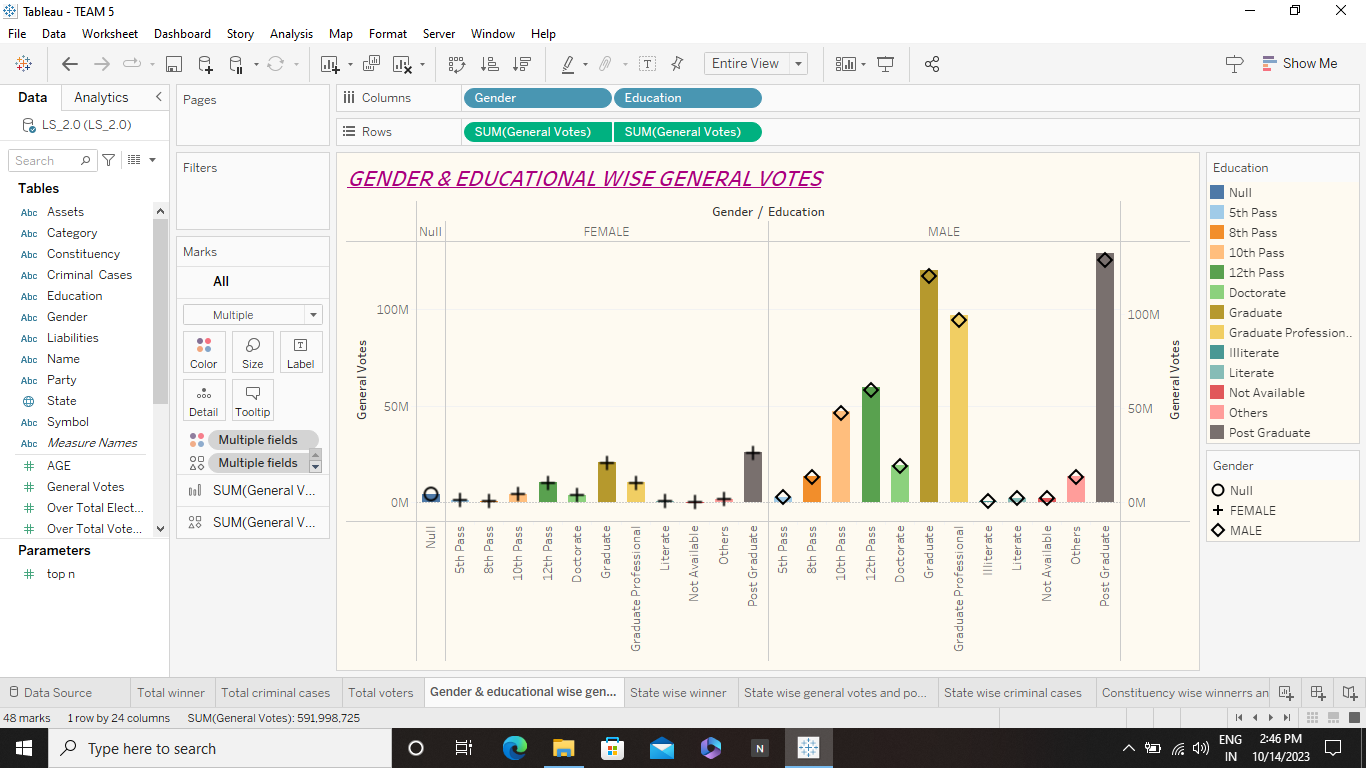 Tableau - TEAM 5
File Data Worksheet Dashboard Story Analysis Map Format Server Window Help
Entire View
Show Me
Data Analytics
LS_2.0 (LS_2.0)
Search
Tables
Abc Assets
Abc Category
Abc Constituency
Abc Criminal Cases
Abc Education
Abc Gender
Abc Liabilities
Abc Name
Abc Party
State
Abc Symbol
Abc Measure Names
# AGE
# General Votes
# Over Total Elect...
# Over Total Vote...
Parameters
# top n
Pages
Filters
Marks
All
Multiple
Color Size Label
T
Detail Tooltip
Multiple fields
Multiple fields
SUM(General V...
SUM(General V...
Columns Gender Education
Rows SUM(General Votes) SUM(General Votes)
GENDER & EDUCATIONAL WISE GENERAL VOTES
Gender / Education
Null FEMALE MALE
General Votes
100M
50M
0M
General Votes
100M
50M
0M
Null
5th Pass
8th Pass
10th Pass
12th Pass
Doctorate
Graduate
Graduate Professional
Literate
Not Available
Others
Post Graduate
5th Pass
8th Pass
10th Pass
12th Pass
Doctorate
Graduate
Graduate Professional
Illiterate
Literate
Not Available
Others
Post Graduate
Education
Null
5th Pass
8th Pass
10th Pass
12th Pass
Doctorate
Graduate
Graduate Profession..
Illiterate
Literate
Not Available
Others
Post Graduate
Gender
Null
FEMALE
MALE
Data Source Total winner Total criminal cases Total voters Gender & educational wise gen... State wise winner State wise general votes and po... State wise criminal cases Constituency wise winnerrs an
48 marks 1 row by 24 columns SUM(General Votes): 591,998,725
Type here to search
N
ENG
IN
2:46 PM
10/14/2023